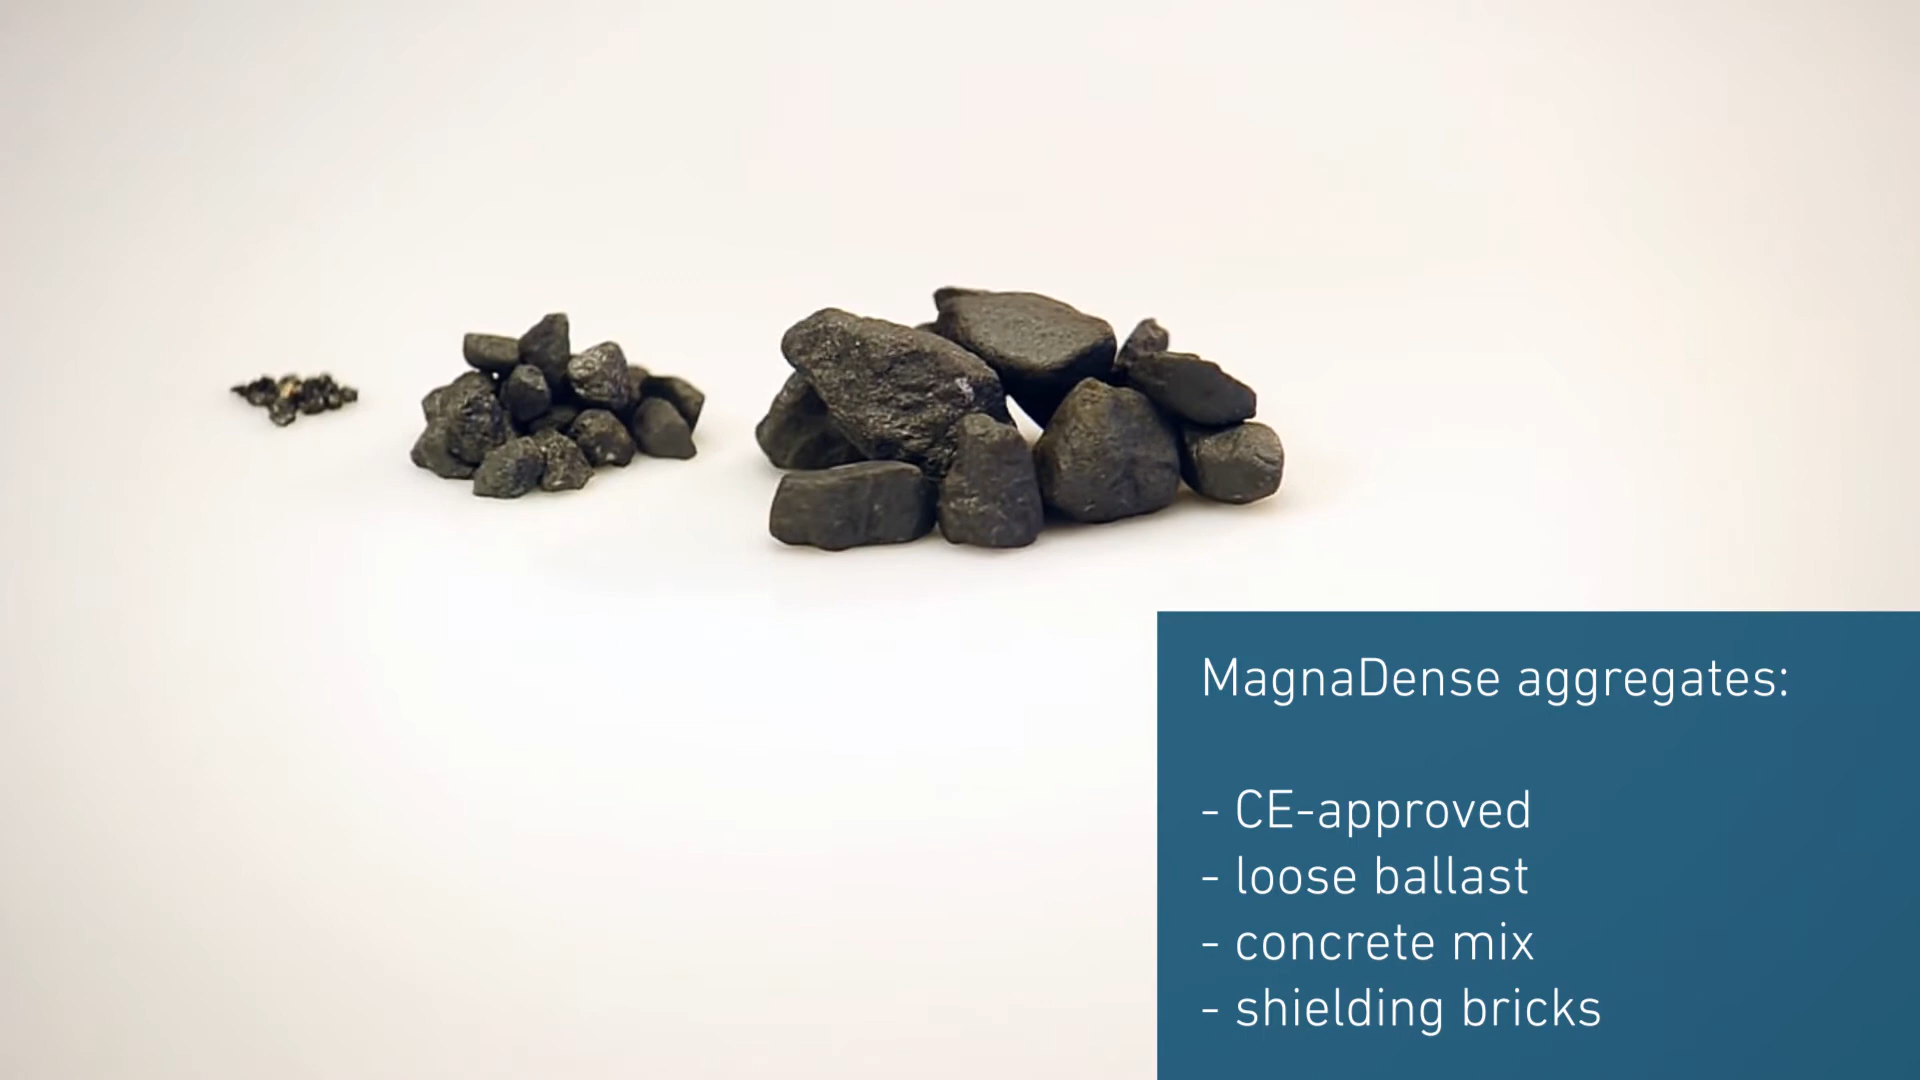 MagnaDense aggregates:
- CE-approved
- loose ballast
- concrete mix
- shielding bricks